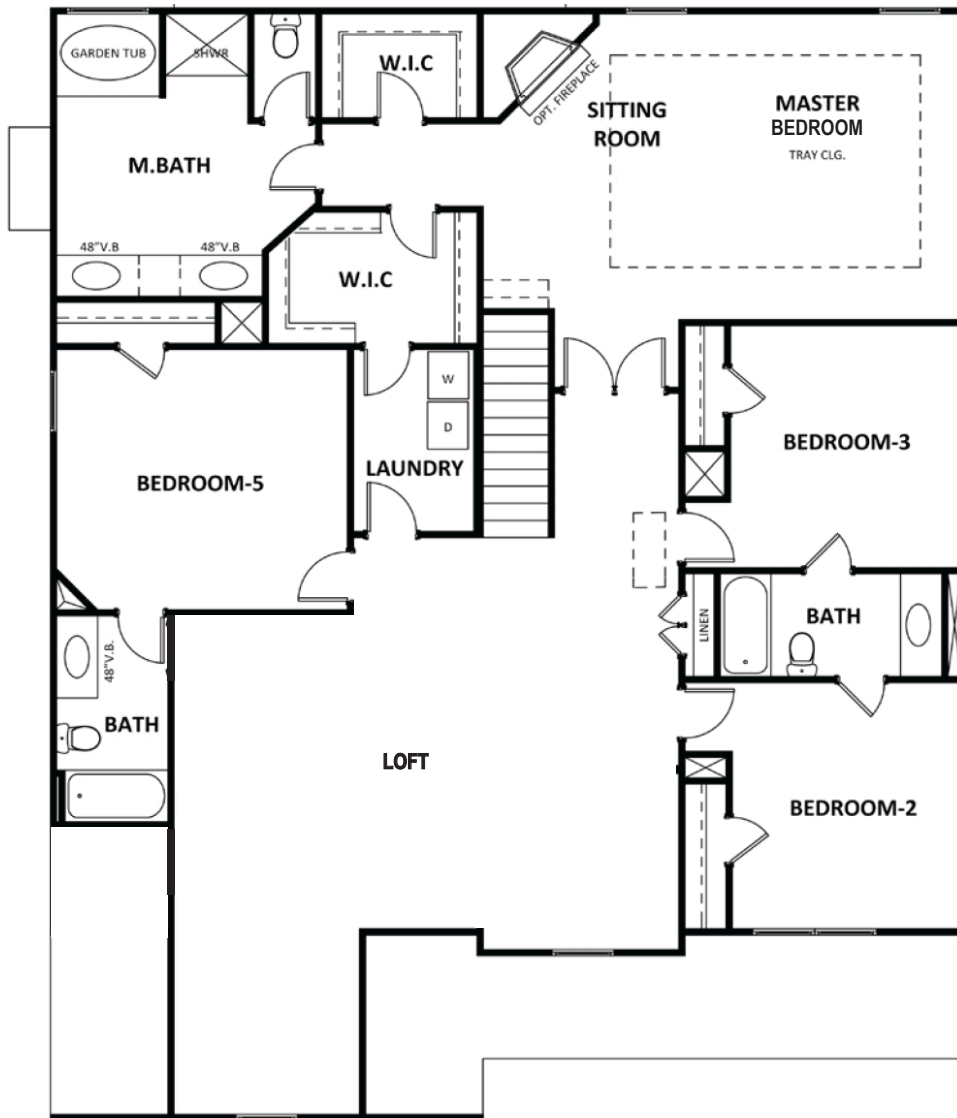 GARDEN TUB
SHWR
W.I.C
OPT. FIREPLACE
SITTING
ROOM
MASTER
BEDROOM
TRAY CLG.
M.BATH
48"V.B
48"V.B
W.I.C
W
D
LAUNDRY
BEDROOM-5
BEDROOM-3
LINEN
BATH
48"V.B.
BATH
LOFT
BEDROOM-2